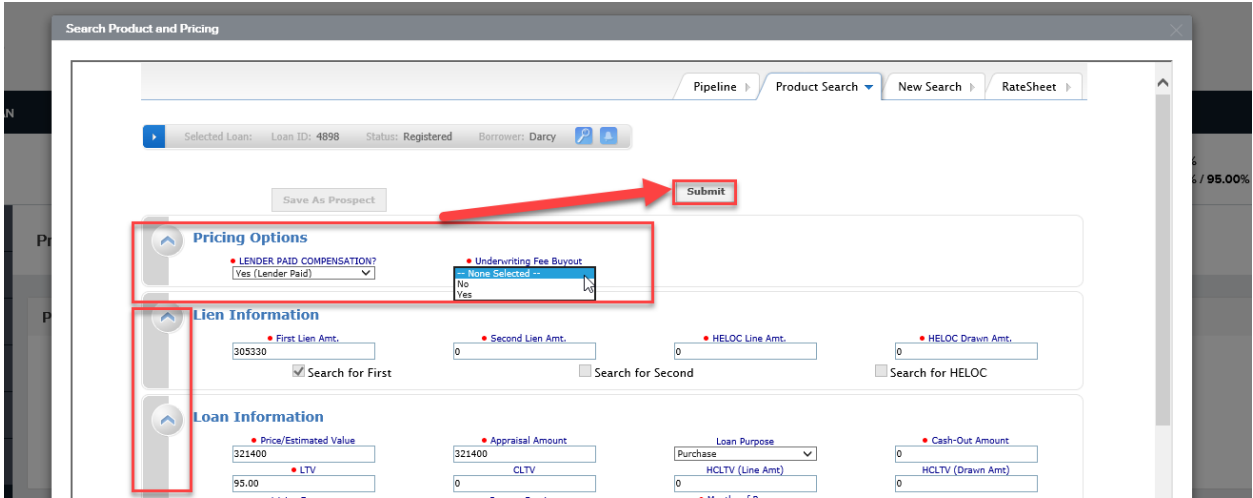 Search Product and Pricing
Pipeline Product Search New Search RateSheet
AN
Selected Loan: Loan ID: 4898 Status: Registered Borrower: Darcy
/ 95.00%
Save As Prospect Submit
Pricing Options
LENDER PAID COMPENSATION? Underwriting Fee Buyout
Yes (Lender Paid) -- None Selected --
No
Yes
Lien Information
First Lien Amt. Second Lien Amt. HELOC Line Amt. HELOC Drawn Amt.
305330 0 0 0
Search for First Search for Second Search for HELOC
Loan Information
Price/Estimated Value Appraisal Amount Loan Purpose Cash-Out Amount
321400 321400 Purchase 0
LTV CLTV HCLTV (Line Amt) HCLTV (Drawn Amt)
95.00 0 0 0